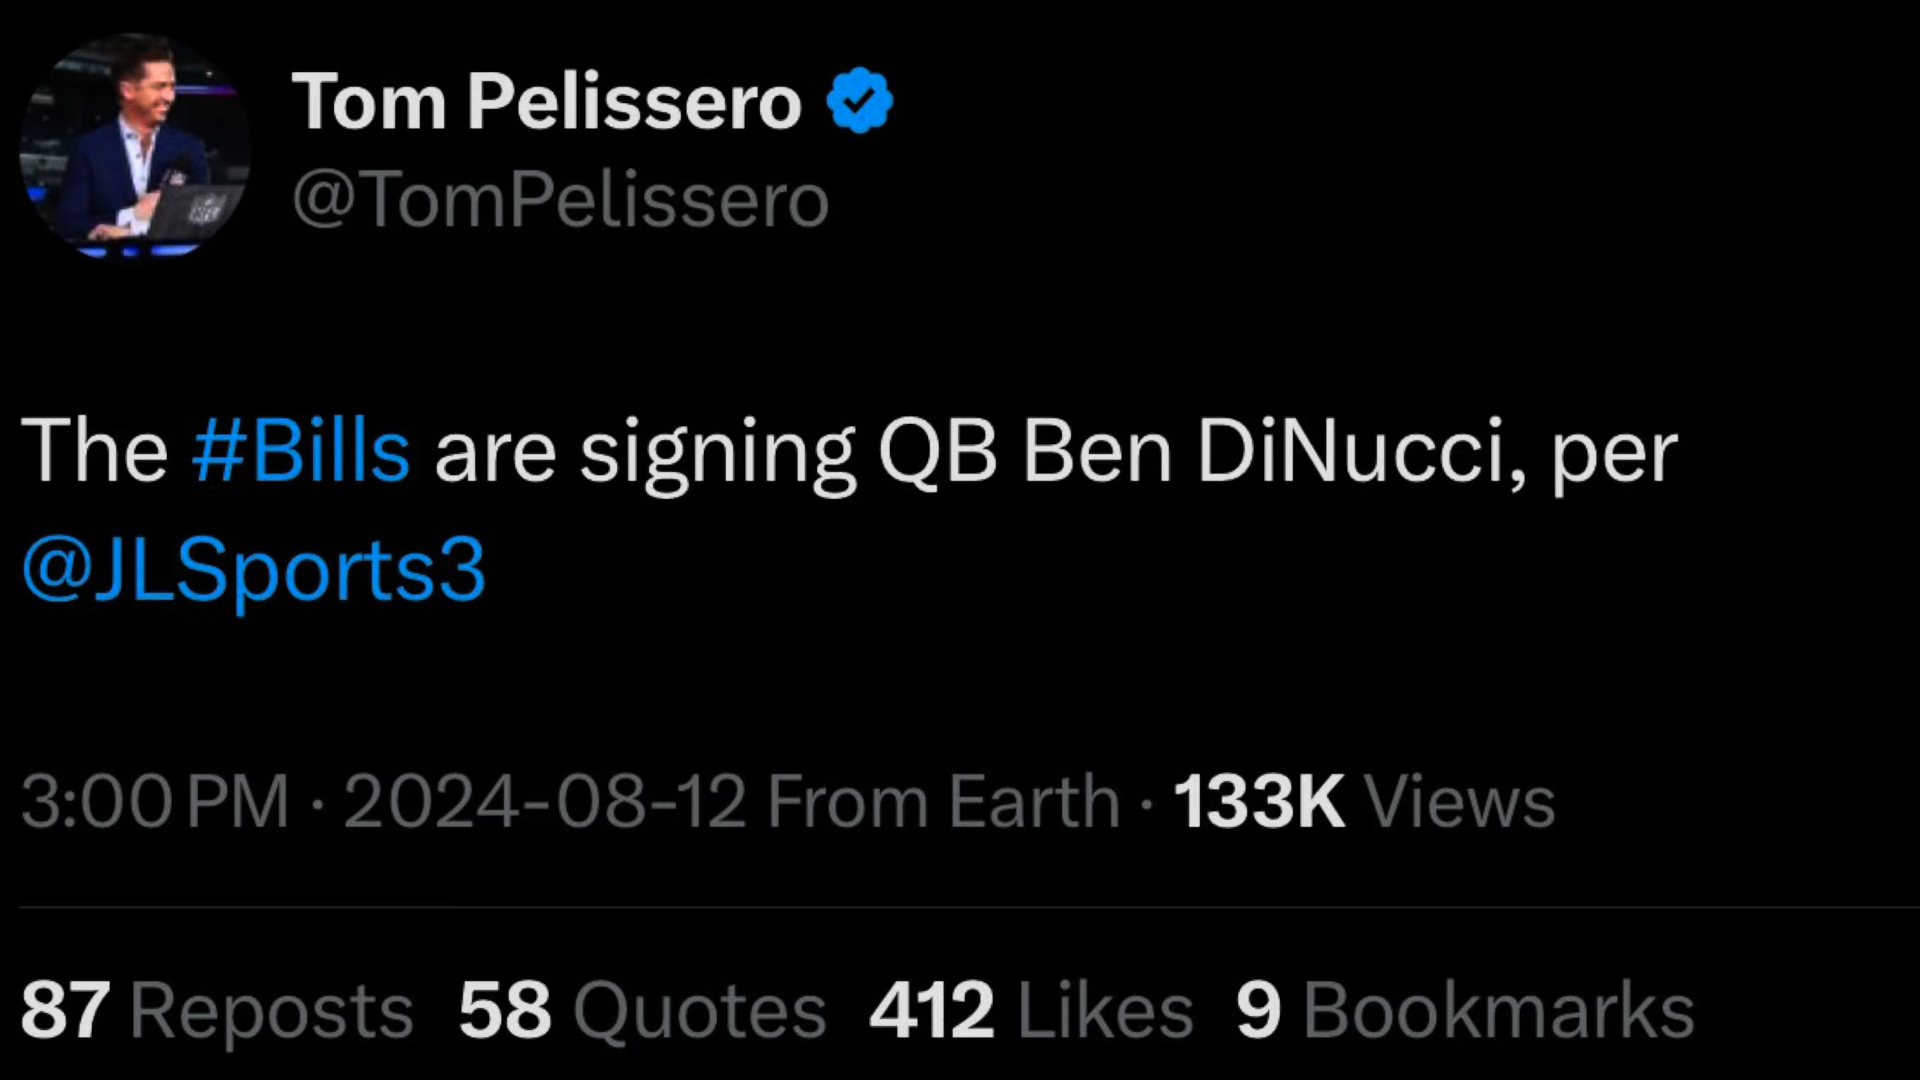 Tom Pelissero
@TomPelissero
The #Bills are signing QB Ben DiNucci, per
@JLSports3
3:00 PM · 2024-08-12 From Earth · 133K Views
87 Reposts 58 Quotes 412 Likes 9 Bookmarks
NFL